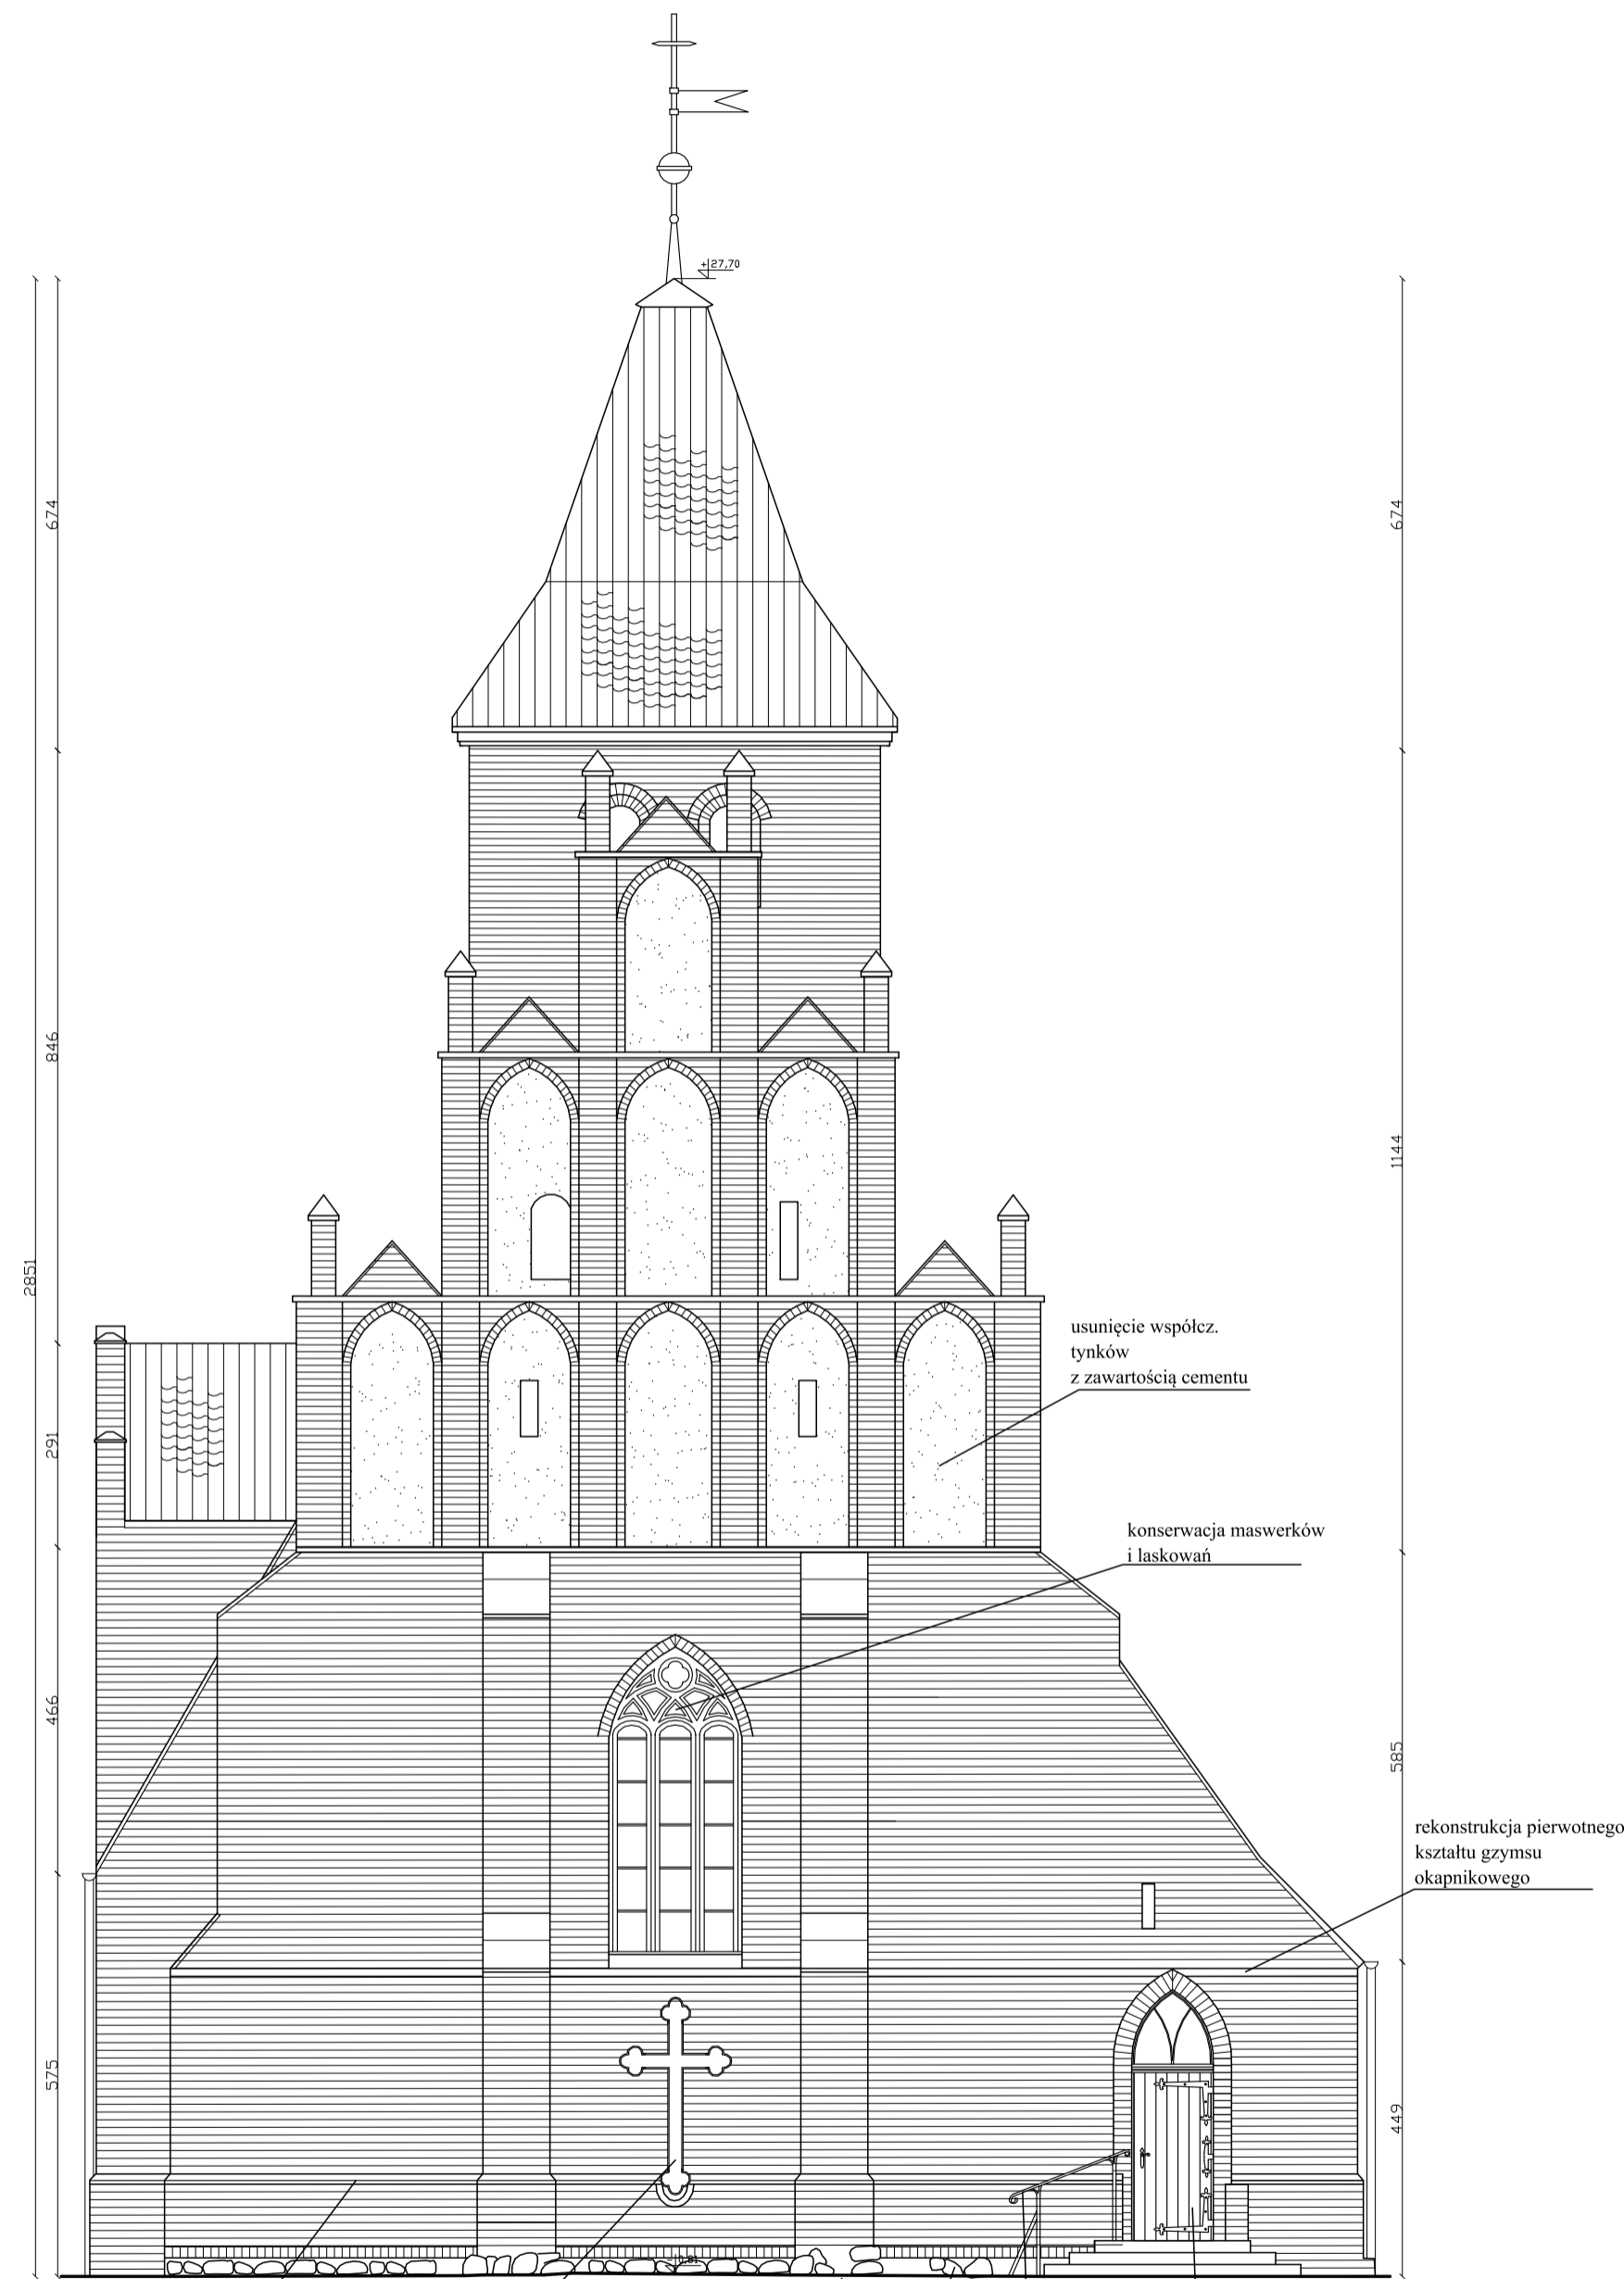 +27,70
674
674
846
1144
2851
usunięcie współcz.
tynków
z zawartością cementu
291
konserwacja maswerków
i laskowań
466
585
rekonstrukcja pierwotnego
kształtu gzymsu
okapnikowego
575
449